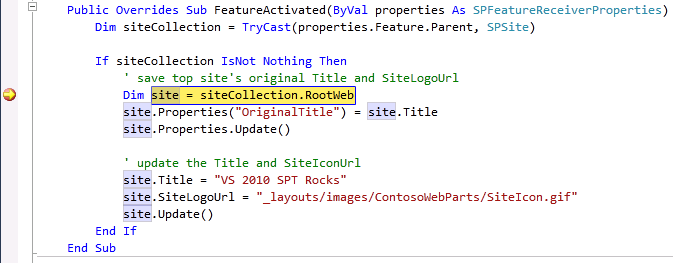 Public Overrides Sub FeatureActivated(ByVal properties As SPFeatureReceiverProperties)
Dim siteCollection = TryCast(properties.Feature.Parent, SPSite)
If siteCollection IsNot Nothing Then
' save top site's original Title and SiteLogoUrl
Dim site = siteCollection.RootWeb
site.Properties("OriginalTitle") = site.Title
site.Properties.Update()
' update the Title and SiteIconUrl
site.Title = "VS 2010 SPT Rocks"
site.SiteLogoUrl = "_layouts/images/ContosoWebParts/SiteIcon.gif"
site.Update()
End If
End Sub